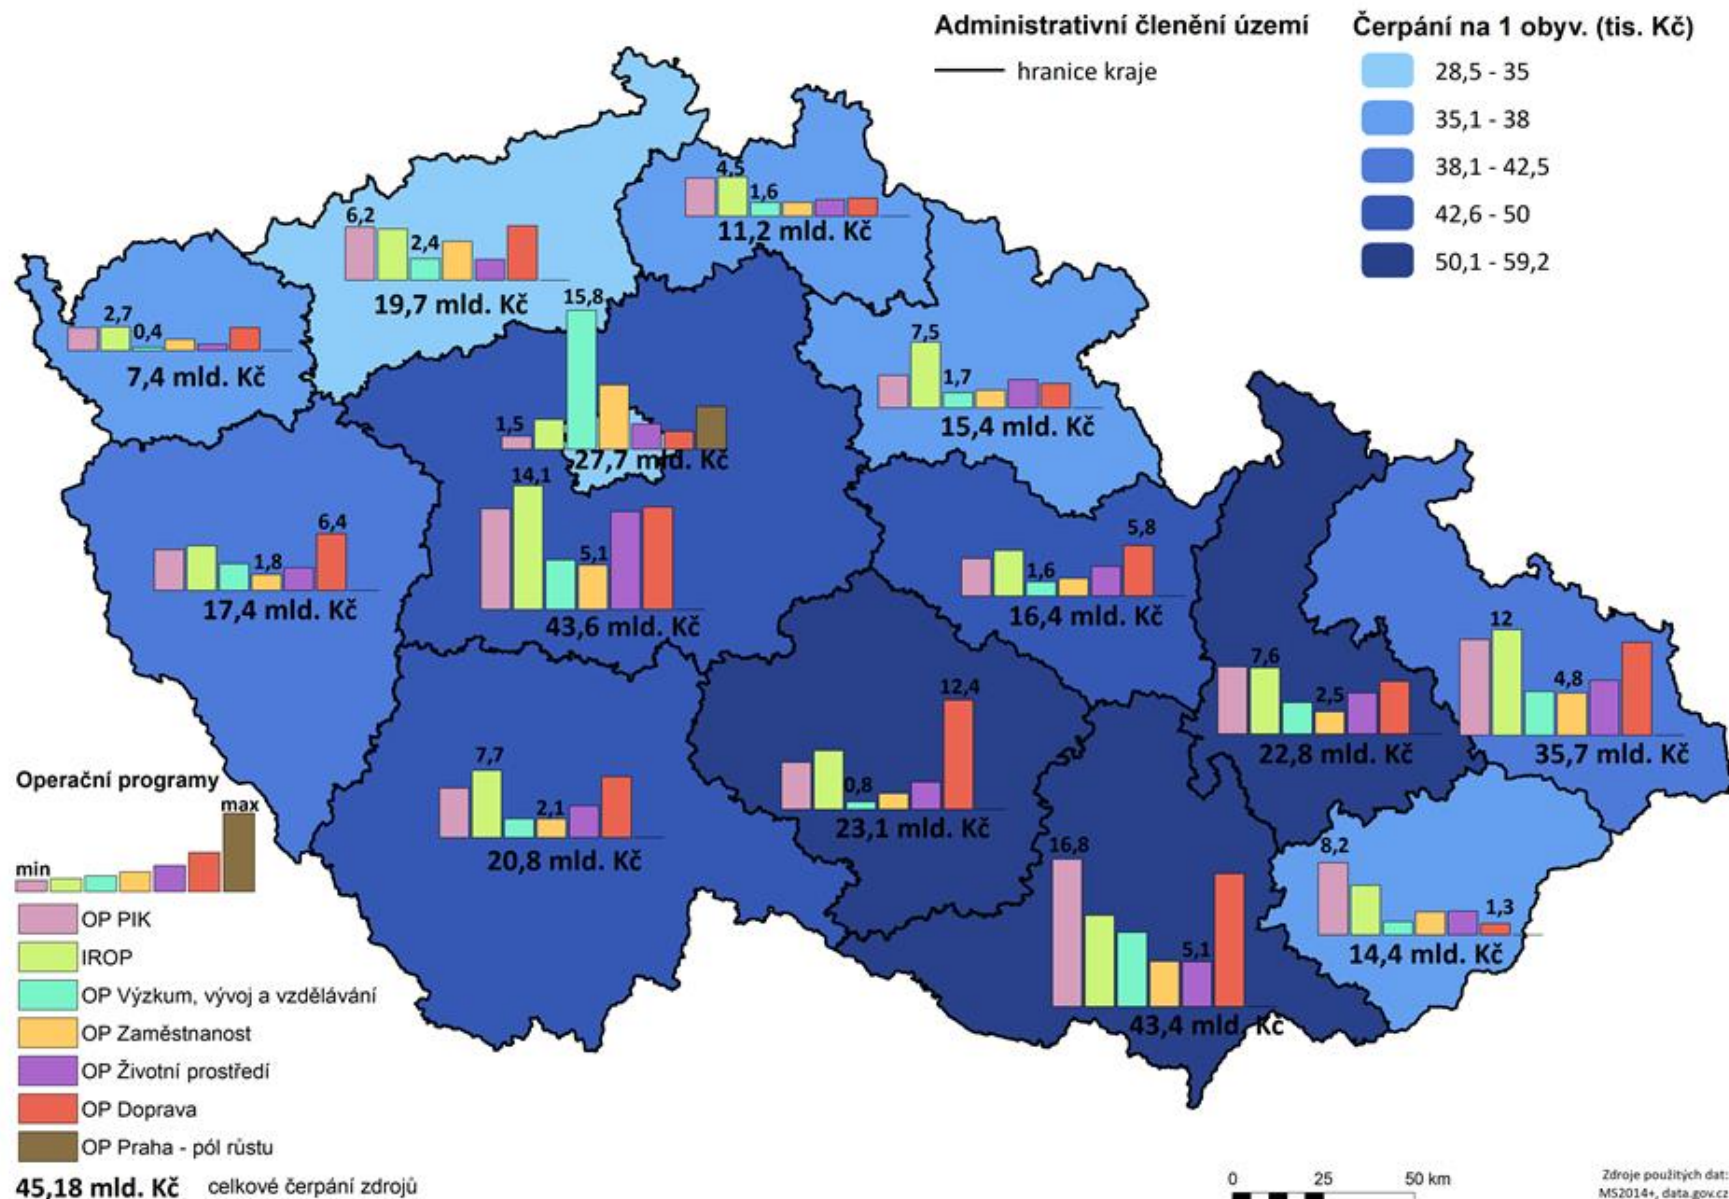 Administrativní členění území
hranice kraje
Čerpání na 1 obyv. (tis. Kč)
28,5 - 35
35,1 - 38
38,1 - 42,5
42,6 - 50
50,1 - 59,2
4,5
1,6
11,2 mld. Kč
6,2
2,4
19,7 mld. Kč
2,7
0,4
7,4 mld. Kč
15,8
1,5
27,7 mld. Kč
7,5
1,7
15,4 mld. Kč
14,1
5,1
43,6 mld. Kč
6,4
1,8
17,4 mld. Kč
5,8
1,6
16,4 mld. Kč
7,6
2,5
22,8 mld. Kč
12
4,8
35,7 mld. Kč
7,7
2,1
20,8 mld. Kč
12,4
0,8
23,1 mld. Kč
16,8
5,1
43,4 mld. Kč
8,2
1,3
14,4 mld. Kč
Operační programy
max
min
OP PIK
IROP
OP Výzkum, vývoj a vzdělávání
OP Zaměstnanost
OP Životní prostředí
OP Doprava
OP Praha - pól růstu
45,18 mld. Kč celkové čerpání zdrojů
0 25 50 km
Zdroje použitých dat:
MS2014+, data.gov.cz